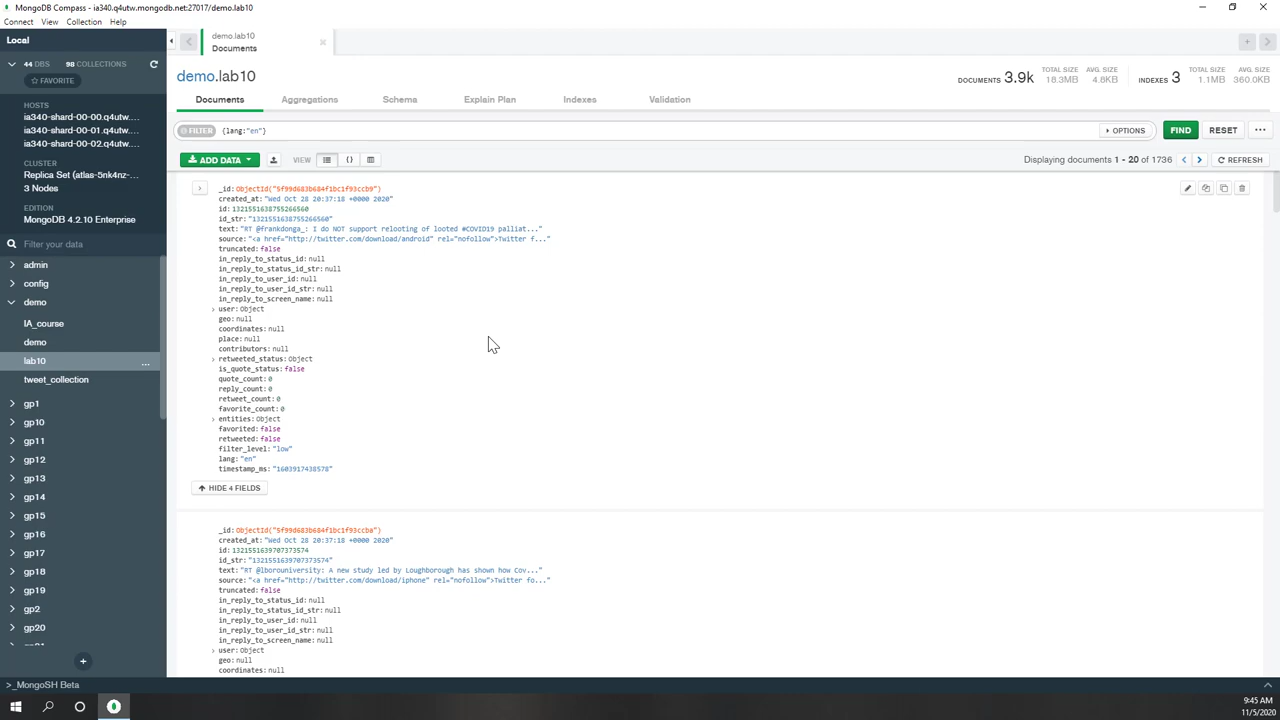 MongoDB Compass - ia340.q4utw.mongodb.net:27017/demo.lab10
Connect View Collection Help
Local
44 DBS 98 COLLECTIONS
☆ FAVORITE
HOSTS
ia340-shard-00-00.q4utw....
ia340-shard-00-01.q4utw....
ia340-shard-00-02.q4utw....
CLUSTER
Replica Set (atlas-5nk4nz-...
3 Nodes
EDITION
MongoDB 4.2.10 Enterprise
Filter your data
admin
config
demo
IA_course
demo
lab10 ...
tweet_collection
gp1
gp10
gp11
gp12
gp13
gp14
gp15
gp16
gp17
gp18
gp19
gp2
gp20
>_MongoSH Beta
demo.lab10
Documents
demo.lab10
DOCUMENTS 3.9k TOTAL SIZE 18.3MB AVG. SIZE 4.8KB INDEXES 3 TOTAL SIZE 1.1MB AVG. SIZE 360.0KB
Documents Aggregations Schema Explain Plan Indexes Validation
FILTER {lang:"en"} OPTIONS FIND RESET ...
ADD DATA VIEW Displaying documents 1 - 20 of 1736 REFRESH
_id: ObjectId("5f99d683b684f1bc1f93ccb9")
created_at: "Wed Oct 28 20:37:18 +0000 2020"
id: 1321551638755266560
id_str: "1321551638755266560"
text: "RT @frankdonga_: I do NOT support relooting of looted #COVID19 palliat..."
source: "<a href="http://twitter.com/download/android" rel="nofollow">Twitter f..."
truncated: false
in_reply_to_status_id: null
in_reply_to_status_id_str: null
in_reply_to_user_id: null
in_reply_to_user_id_str: null
in_reply_to_screen_name: null
user: Object
geo: null
coordinates: null
place: null
contributors: null
retweeted_status: Object
is_quote_status: false
quote_count: 0
reply_count: 0
retweet_count: 0
favorite_count: 0
entities: Object
favorited: false
retweeted: false
filter_level: "low"
lang: "en"
timestamp_ms: "1603917438578"
HIDE 4 FIELDS
_id: ObjectId("5f99d683b684f1bc1f93ccba")
created_at: "Wed Oct 28 20:37:18 +0000 2020"
id: 1321551639707373574
id_str: "1321551639707373574"
text: "RT @lborouniversity: A new study led by Loughborough has shown how Cov..."
source: "<a href="http://twitter.com/download/iphone" rel="nofollow">Twitter fo..."
truncated: false
in_reply_to_status_id: null
in_reply_to_status_id_str: null
in_reply_to_user_id: null
in_reply_to_user_id_str: null
in_reply_to_screen_name: null
user: Object
geo: null
coordinates: null
9:45 AM
11/5/2020